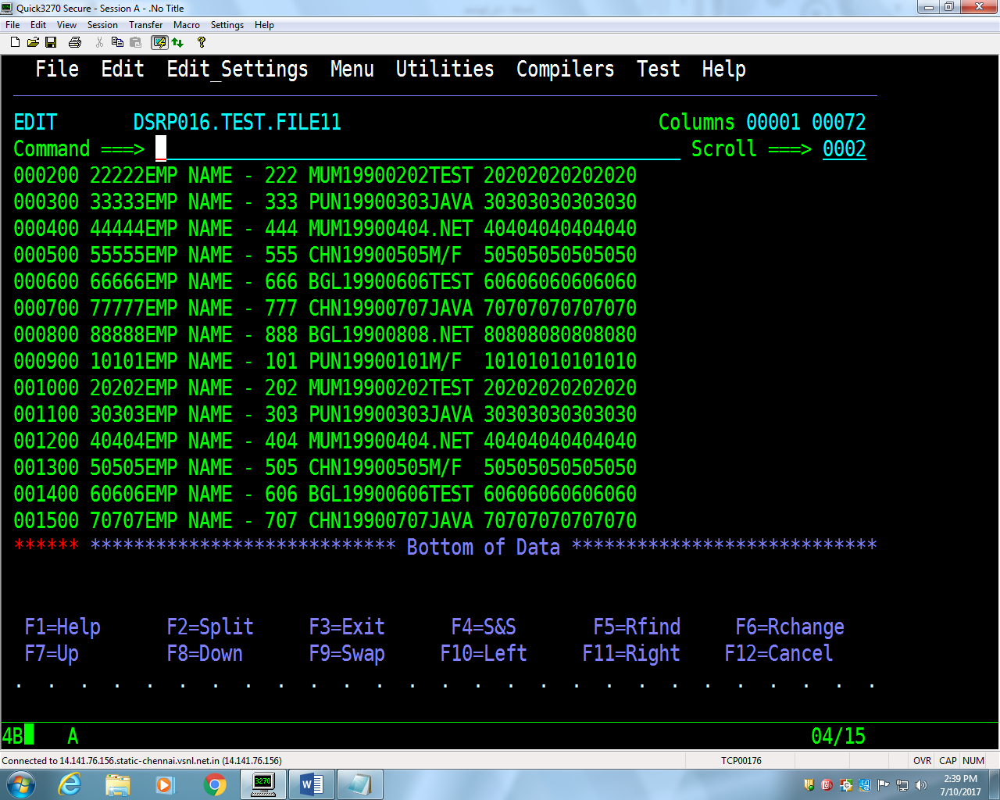 Quick3270 Secure - Session A - .No Title
File Edit View Session Transfer Macro Settings Help
File Edit Edit_Settings Menu Utilities Compilers Test Help
EDIT DSRP016.TEST.FILE11 Columns 00001 00072
Command ===> Scroll ===> 0002
000200 22222EMP NAME - 222 MUM19900202TEST 20202020202020
000300 33333EMP NAME - 333 PUN19900303JAVA 30303030303030
000400 44444EMP NAME - 444 MUM19900404.NET 40404040404040
000500 55555EMP NAME - 555 CHN19900505M/F  50505050505050
000600 66666EMP NAME - 666 BGL19900606TEST 60606060606060
000700 77777EMP NAME - 777 CHN19900707JAVA 70707070707070
000800 88888EMP NAME - 888 BGL19900808.NET 80808080808080
000900 10101EMP NAME - 101 PUN19900101M/F  10101010101010
001000 20202EMP NAME - 202 MUM19900202TEST 20202020202020
001100 30303EMP NAME - 303 PUN19900303JAVA 30303030303030
001200 40404EMP NAME - 404 MUM19900404.NET 40404040404040
001300 50505EMP NAME - 505 CHN19900505M/F  50505050505050
001400 60606EMP NAME - 606 BGL19900606TEST 60606060606060
001500 70707EMP NAME - 707 CHN19900707JAVA 70707070707070
****** **************************** Bottom of Data ****************************
F1=Help F2=Split F3=Exit F4=S&S F5=Rfind F6=Rchange
F7=Up F8=Down F9=Swap F10=Left F11=Right F12=Cancel
. . . . . . . . . . . . . . . . . . . . . . . . . . .
4B A 04/15
Connected to 14.141.76.156.static-chennai.vsnl.net.in (14.141.76.156) TCP00176 OVR CAP NUM
3270
2:39 PM
7/10/2017